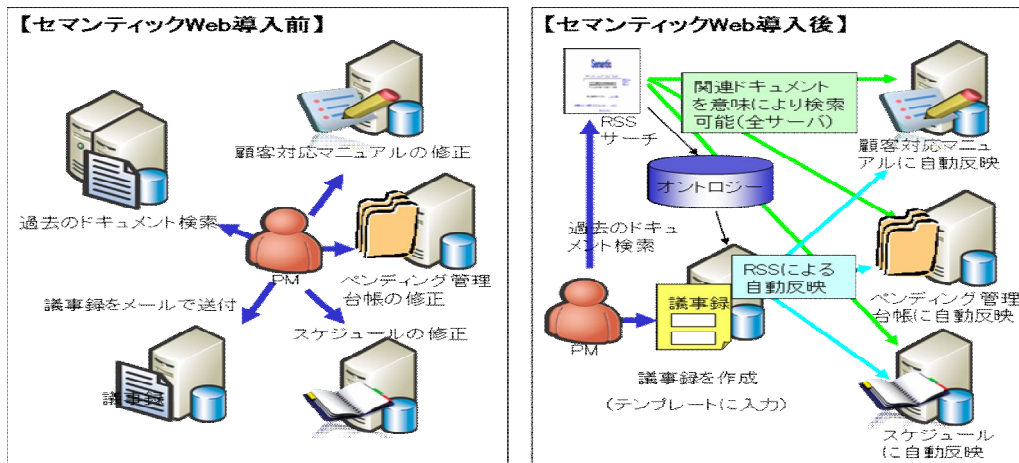 【セマンティックWeb導入前】
顧客対応マニュアルの修正
過去のドキュメント検索
PM
ペンディング管理
台帳の修正
議事録をメールで送付
スケジュールの修正
議事録
【セマンティックWeb導入後】
Semantic
RSS
サーチ
関連ドキュメント
を意味により検索
可能(全サーバ)
顧客対応マニュ
アルに自動反映
オントロジー
過去のドキュ
メント検索
RSSによる
自動反映
議事録
PM
ペンディング管理
台帳に自動反映
議事録を作成
(テンプレートに入力)
スケジュール
に自動反映